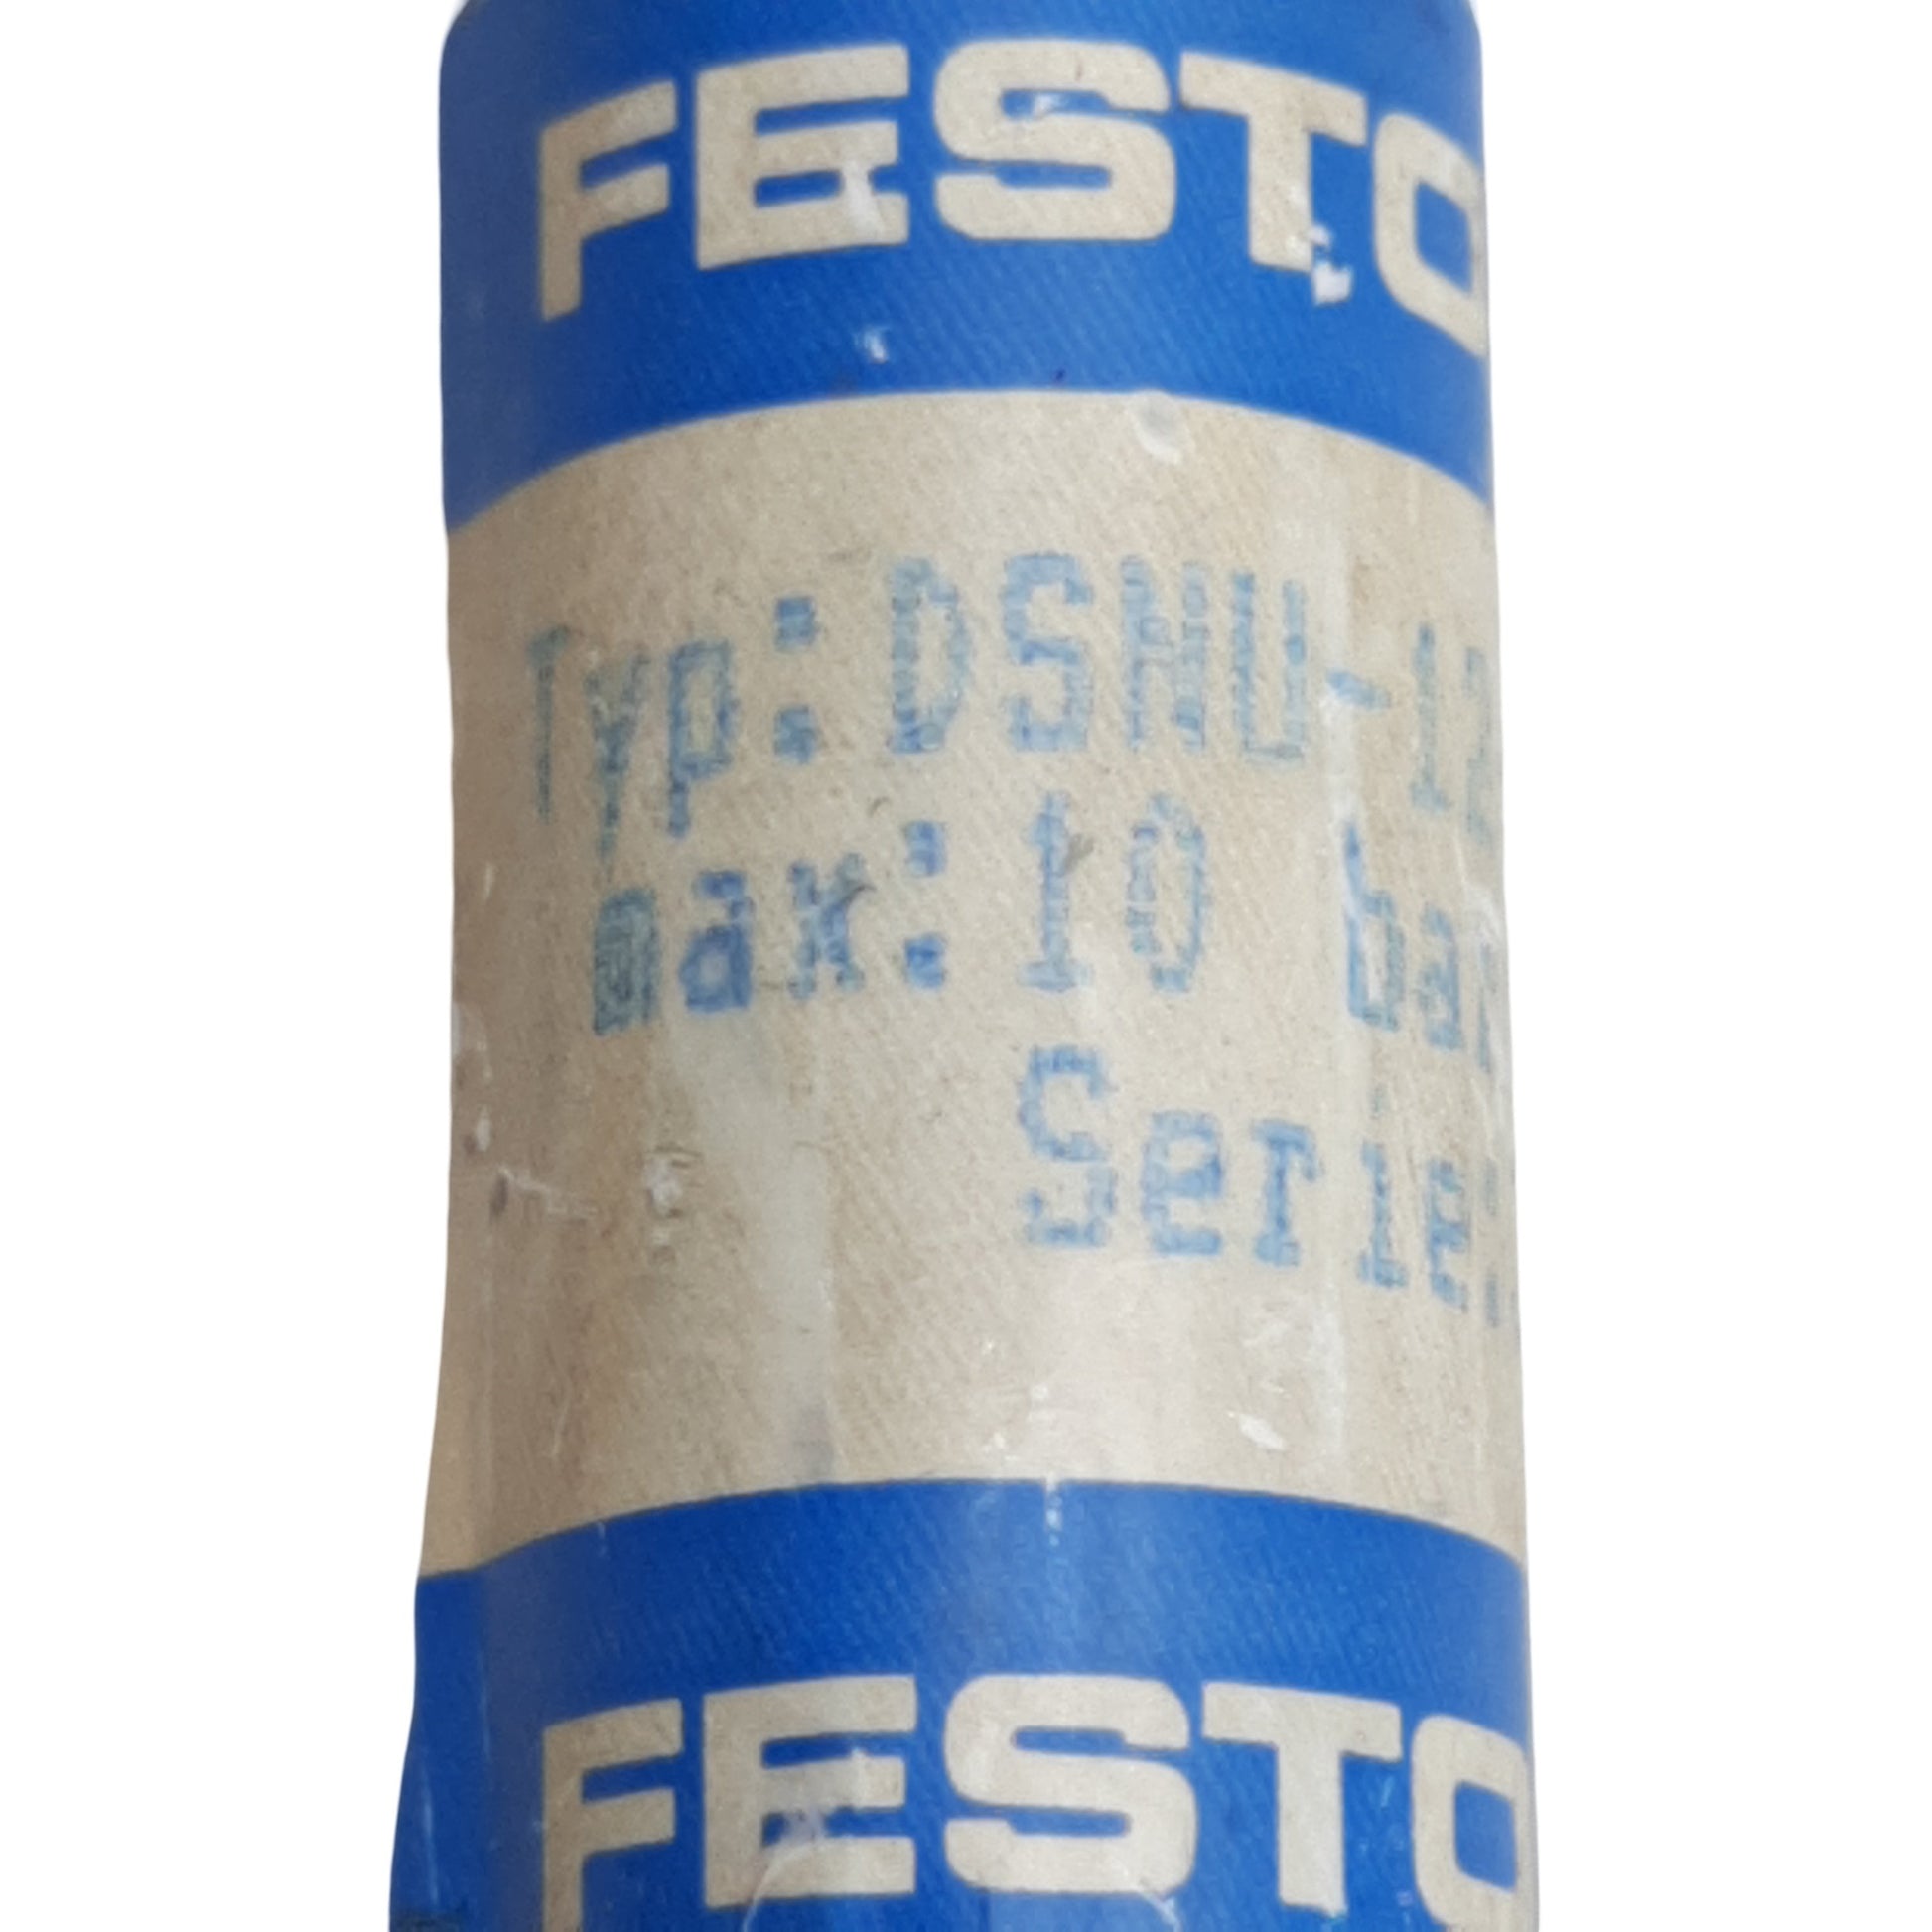 FESTO
Typ: DSNU-12
max: 10 bar
Serie:
FESTO